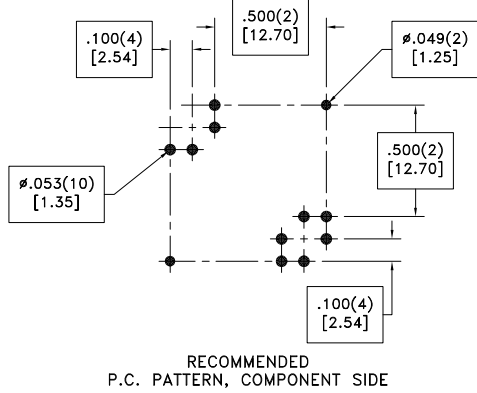 .500(2)
[12.70]
.100(4)
[2.54]
ø.049(2)
[1.25]
.500(2)
[12.70]
ø.053(10)
[1.35]
.100(4)
[2.54]
RECOMMENDED
P.C. PATTERN, COMPONENT SIDE